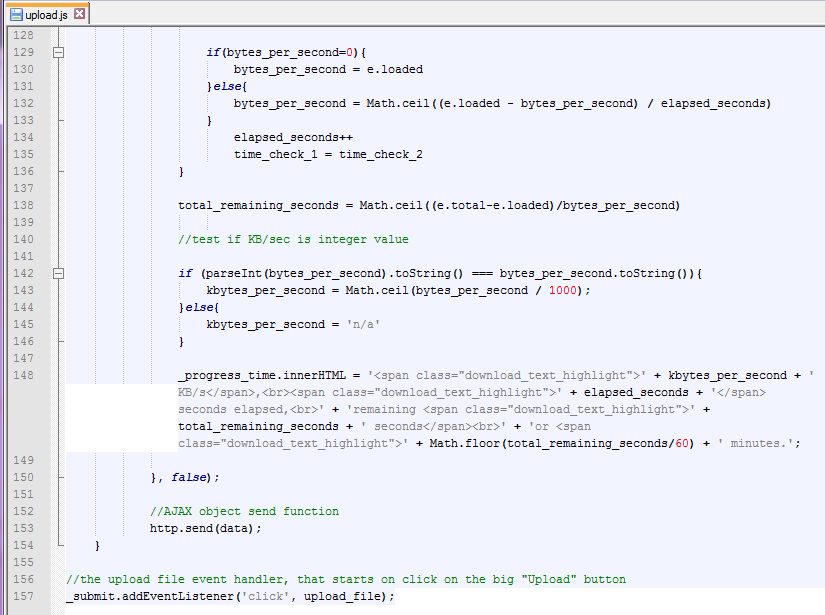 upload.js
128
129 if(bytes_per_second=0){
130 bytes_per_second = e.loaded
131 }else{
132 bytes_per_second = Math.ceil((e.loaded - bytes_per_second) / elapsed_seconds)
133 }
134 elapsed_seconds++
135 time_check_1 = time_check_2
136 }
137
138 total_remaining_seconds = Math.ceil((e.total-e.loaded)/bytes_per_second)
139
140 //test if KB/sec is integer value
141
142 if (parseInt(bytes_per_second).toString() === bytes_per_second.toString()){
143 kbytes_per_second = Math.ceil(bytes_per_second / 1000);
144 }else{
145 kbytes_per_second = 'n/a'
146 }
147
148 _progress_time.innerHTML = '<span class="download_text_highlight">' + kbytes_per_second + '
KB/s</span>,<br><span class="download_text_highlight">' + elapsed_seconds + '</span>
seconds elapsed,<br>' + 'remaining <span class="download_text_highlight">' +
total_remaining_seconds + ' seconds</span><br>' + 'or <span
class="download_text_highlight">' + Math.floor(total_remaining_seconds/60) + ' minutes.';
149
150 }, false);
151
152 //AJAX object send function
153 http.send(data);
154 }
155
156 //the upload file event handler, that starts on click on the big "Upload" button
157 _submit.addEventListener('click', upload_file);